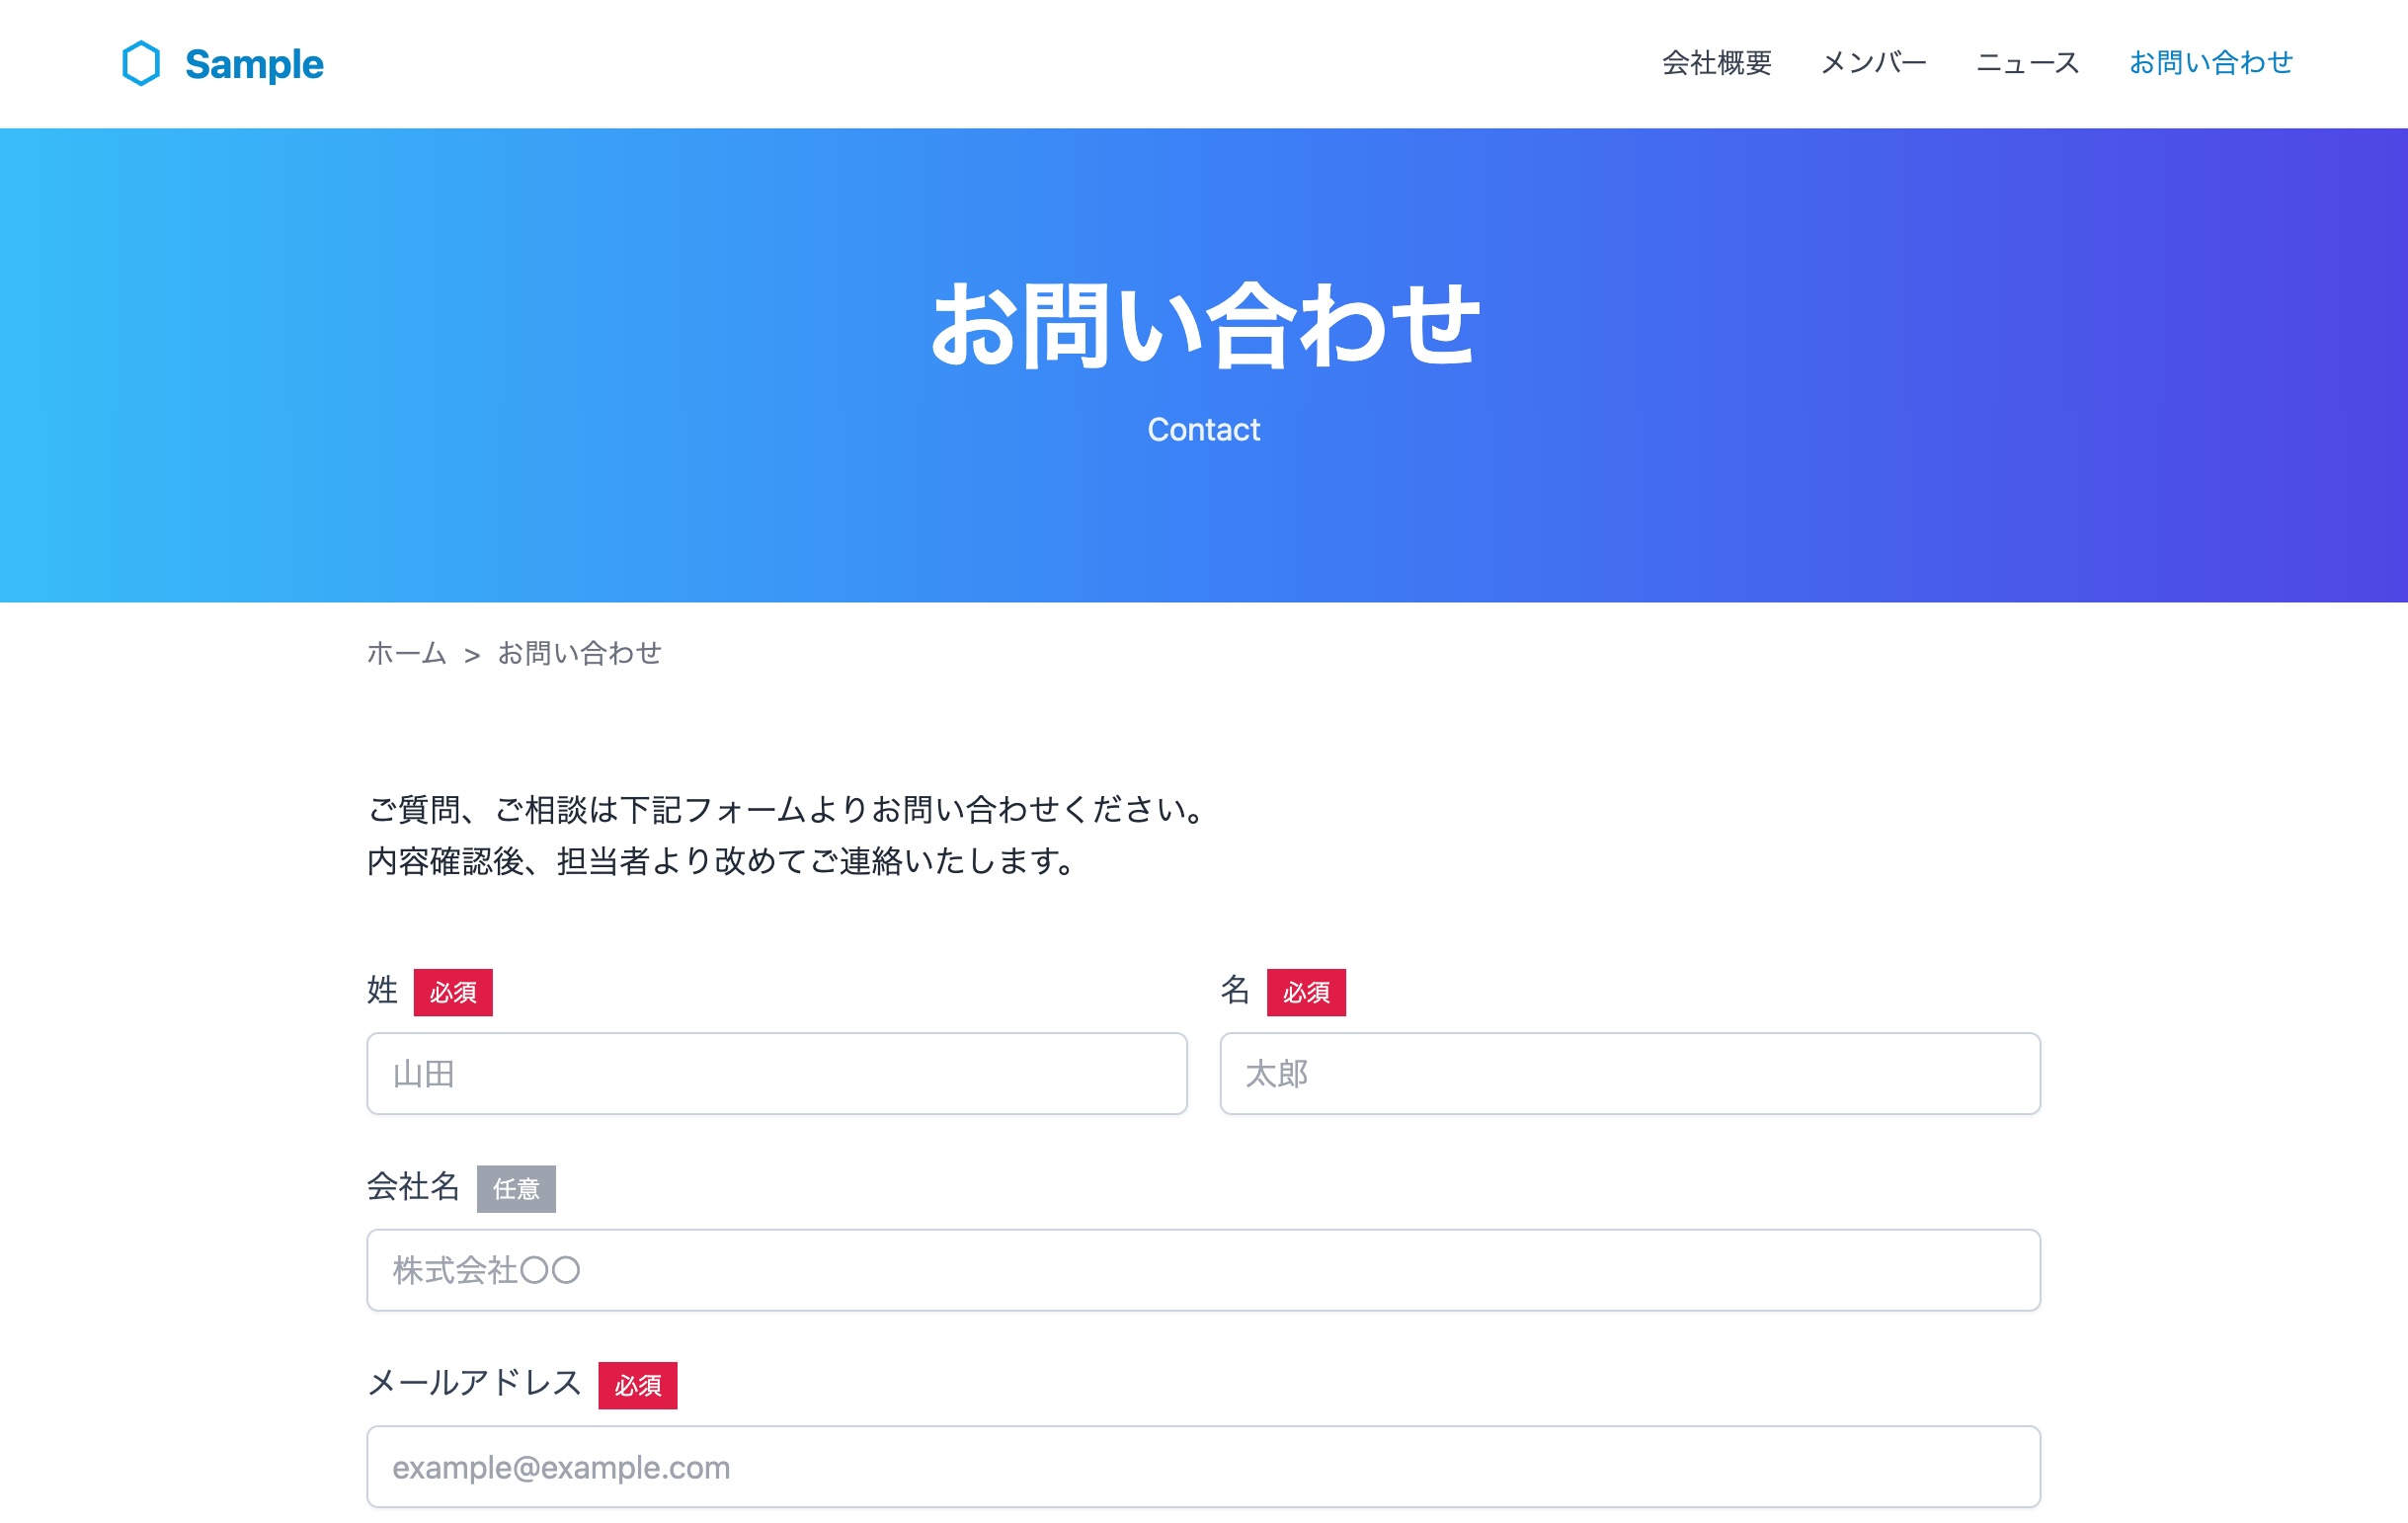 Sample
会社概要 メンバー ニュース お問い合わせ
お問い合わせ
Contact
ホーム > お問い合わせ
ご質問、ご相談は下記フォームよりお問い合わせください。
内容確認後、担当者より改めてご連絡いたします。
姓 必須 名 必須
山田 太郎
会社名 任意
株式会社〇〇
メールアドレス 必須
example@example.com